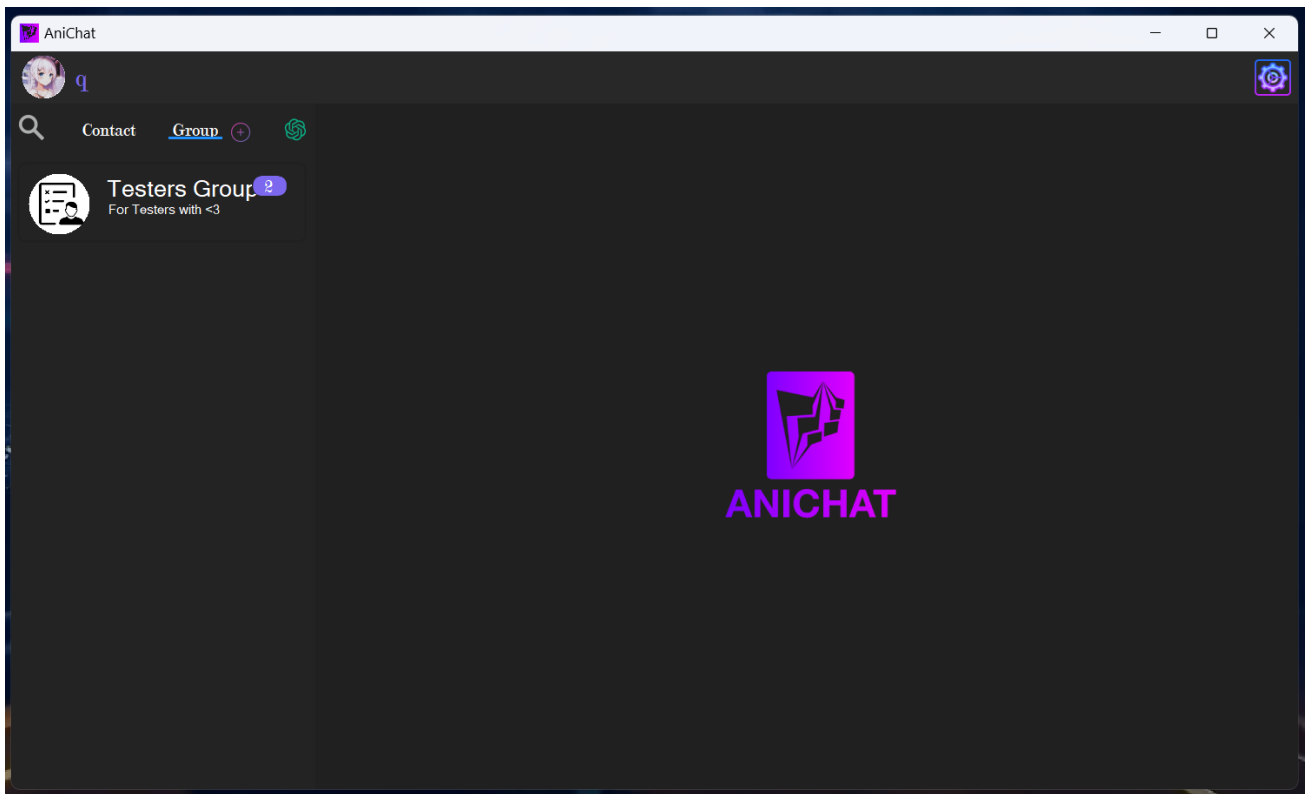 AniChat
q
Contact Group
Testers Group 2
For Testers with <3
ANICHAT